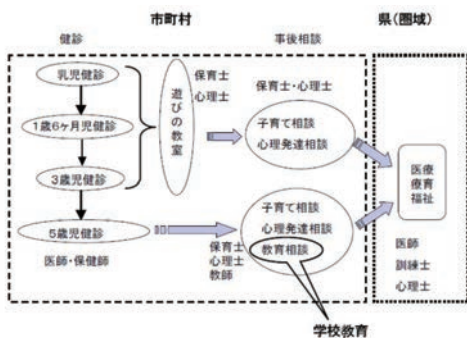 市町村
県(圏域)
健診
事後相談
乳児健診
1歳6ヶ月児健診
3歳児健診
5歳児健診
医師・保健師
遊びの教室
保育士
心理士
保育士・心理士
子育て相談
心理発達相談
保育士
心理士
教師
子育て相談
心理発達相談
教育相談
学校教育
医療
療育
福祉
医師
訓練士
心理士